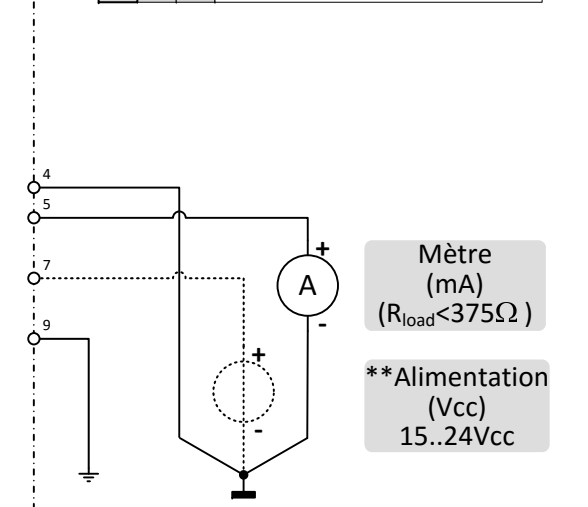 4
5
7
9
+
A
-
+
-
Mètre
(mA)
(Rload<375Ω )
**Alimentation
(Vcc)
15..24Vcc